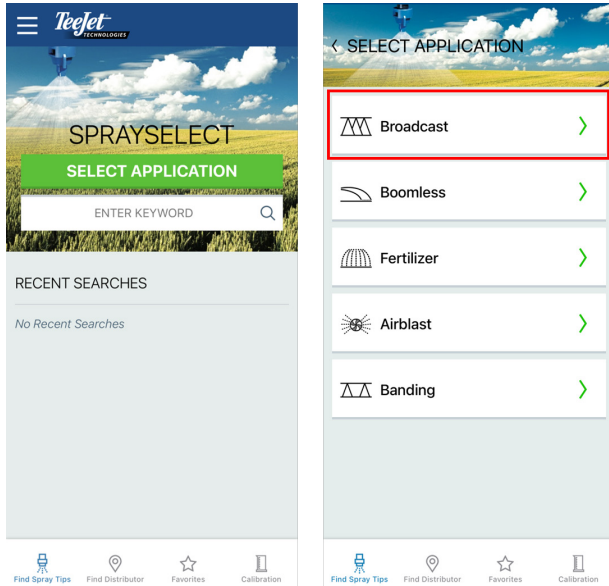 TeeJet
TECHNOLOGIES
SPRAYSELECT
SELECT APPLICATION
ENTER KEYWORD
RECENT SEARCHES
No Recent Searches
Find Spray Tips Find Distributor Favorites Calibration
SELECT APPLICATION
Broadcast
Boomless
Fertilizer
Airblast
Banding
Find Spray Tips Find Distributor Favorites Calibration